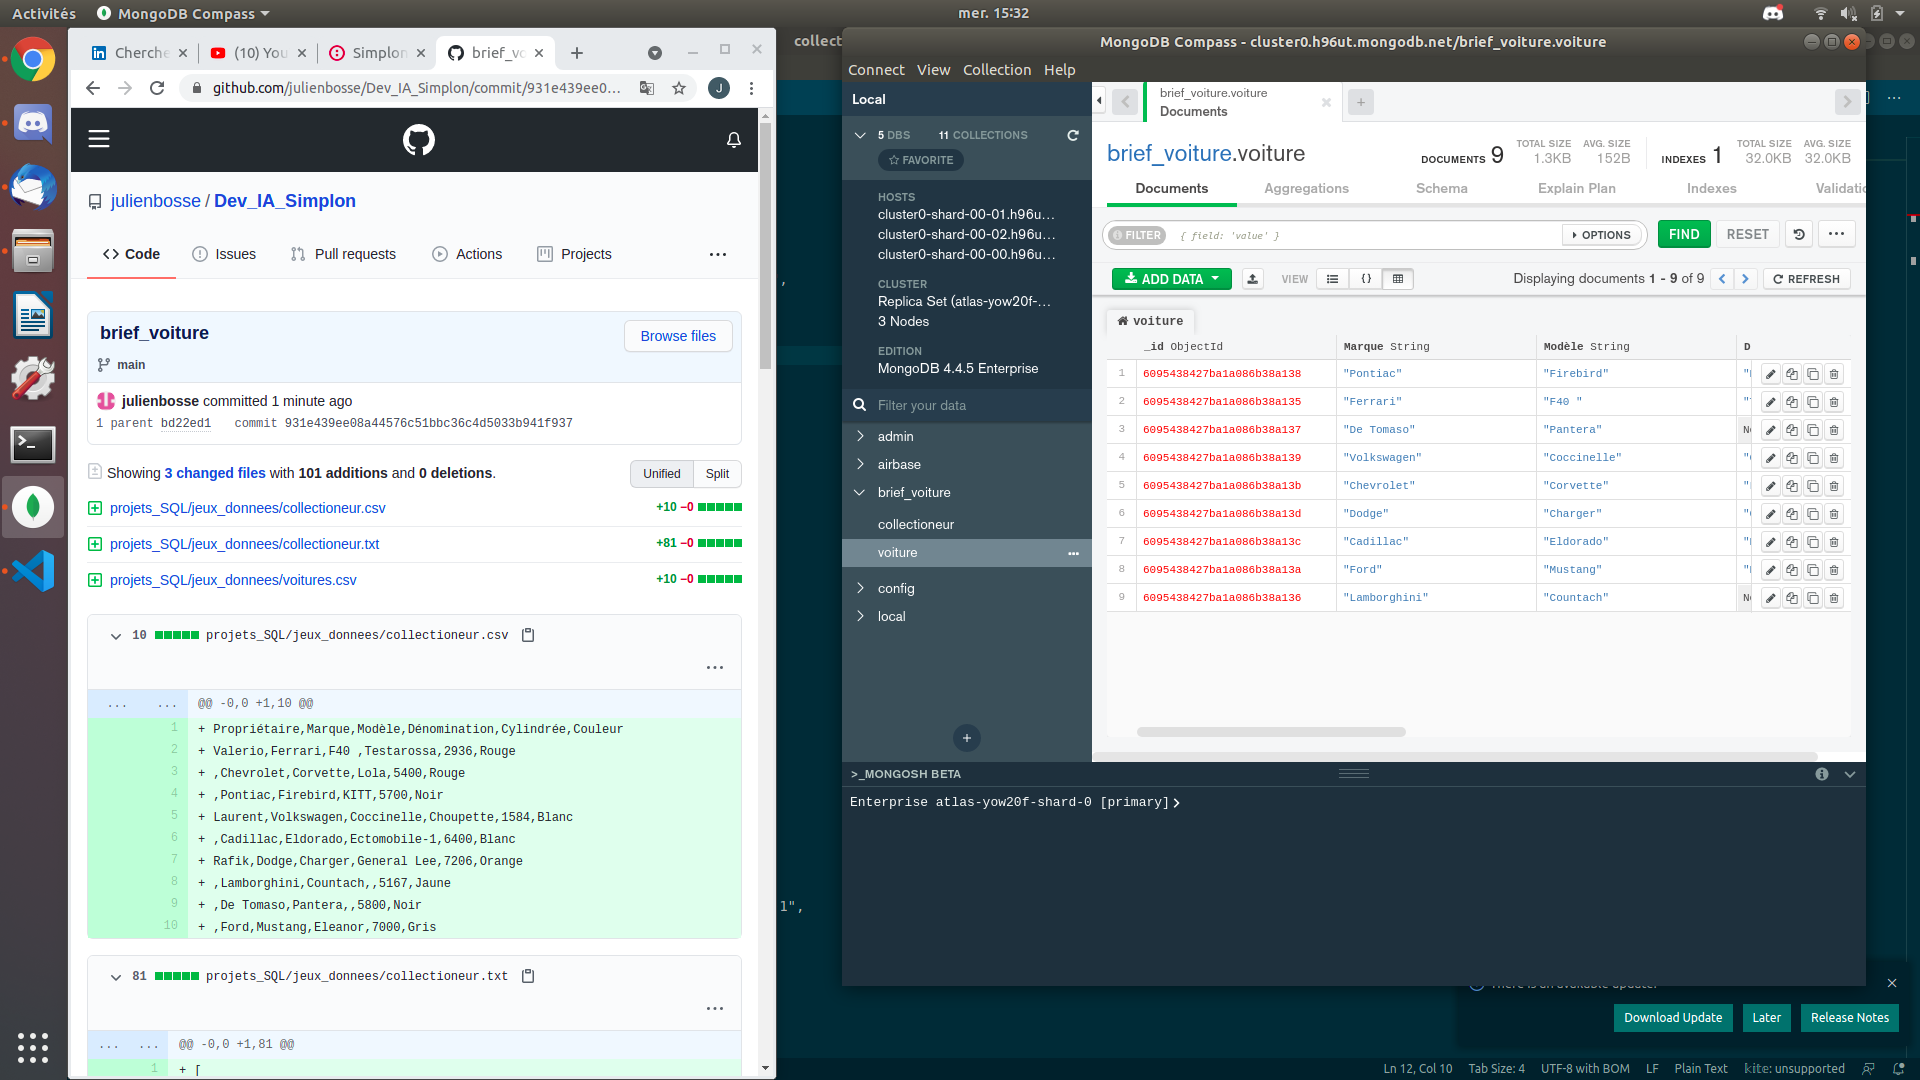 Activités
MongoDB Compass
mer. 15:32
Cherche
(10) You
Simplon
brief_vo
github.com/julienbosse/Dev_IA_Simplon/commit/931e439ee0...
J
julienbosse / Dev_IA_Simplon
Code
Issues
Pull requests
Actions
Projects
brief_voiture
Browse files
main
julienbosse committed 1 minute ago
1 parent bd22ed1 commit 931e439ee08a44576c51bbc36c4d5033b941f937
Showing 3 changed files with 101 additions and 0 deletions.
Unified
Split
projets_SQL/jeux_donnees/collectioneur.csv
+10 −0
projets_SQL/jeux_donnees/collectioneur.txt
+81 −0
projets_SQL/jeux_donnees/voitures.csv
+10 −0
10 projets_SQL/jeux_donnees/collectioneur.csv
... ... @@ -0,0 +1,10 @@
1 + Propriétaire,Marque,Modèle,Dénomination,Cylindrée,Couleur
2 + Valerio,Ferrari,F40 ,Testarossa,2936,Rouge
3 + ,Chevrolet,Corvette,Lola,5400,Rouge
4 + ,Pontiac,Firebird,KITT,5700,Noir
5 + Laurent,Volkswagen,Coccinelle,Choupette,1584,Blanc
6 + ,Cadillac,Eldorado,Ectomobile-1,6400,Blanc
7 + Rafik,Dodge,Charger,General Lee,7206,Orange
8 + ,Lamborghini,Countach,,5167,Jaune
9 + ,De Tomaso,Pantera,,5800,Noir
10 + ,Ford,Mustang,Eleanor,7000,Gris
81 projets_SQL/jeux_donnees/collectioneur.txt
... ... @@ -0,0 +1,81 @@
1 + [
collect
MongoDB Compass - cluster0.h96ut.mongodb.net/brief_voiture.voiture
Connect View Collection Help
Local
5 DBS 11 COLLECTIONS
FAVORITE
HOSTS
cluster0-shard-00-01.h96u...
cluster0-shard-00-02.h96u...
cluster0-shard-00-00.h96u...
CLUSTER
Replica Set (atlas-yow20f-...
3 Nodes
EDITION
MongoDB 4.4.5 Enterprise
Filter your data
admin
airbase
brief_voiture
collectioneur
voiture
config
local
brief_voiture.voiture
Documents
brief_voiture.voiture
DOCUMENTS 9
TOTAL SIZE 1.3KB
AVG. SIZE 152B
INDEXES 1
TOTAL SIZE 32.0KB
AVG. SIZE 32.0KB
Documents
Aggregations
Schema
Explain Plan
Indexes
Validatio
FILTER
{ field: 'value' }
OPTIONS
FIND
RESET
ADD DATA
VIEW
Displaying documents 1 - 9 of 9
REFRESH
voiture
_id ObjectId Marque String Modèle String D
1 6095438427ba1a086b38a138 "Pontiac" "Firebird"
2 6095438427ba1a086b38a135 "Ferrari" "F40 "
3 6095438427ba1a086b38a137 "De Tomaso" "Pantera" No
4 6095438427ba1a086b38a139 "Volkswagen" "Coccinelle"
5 6095438427ba1a086b38a13b "Chevrolet" "Corvette"
6 6095438427ba1a086b38a13d "Dodge" "Charger"
7 6095438427ba1a086b38a13c "Cadillac" "Eldorado"
8 6095438427ba1a086b38a13a "Ford" "Mustang"
9 6095438427ba1a086b38a136 "Lamborghini" "Countach" No
>_MONGOSH BETA
Enterprise atlas-yow20f-shard-0 [primary]>
,
1",
There is an available update.
Download Update
Later
Release Notes
Ln 12, Col 10
Tab Size: 4
UTF-8 with BOM
LF
Plain Text
kite: unsupported